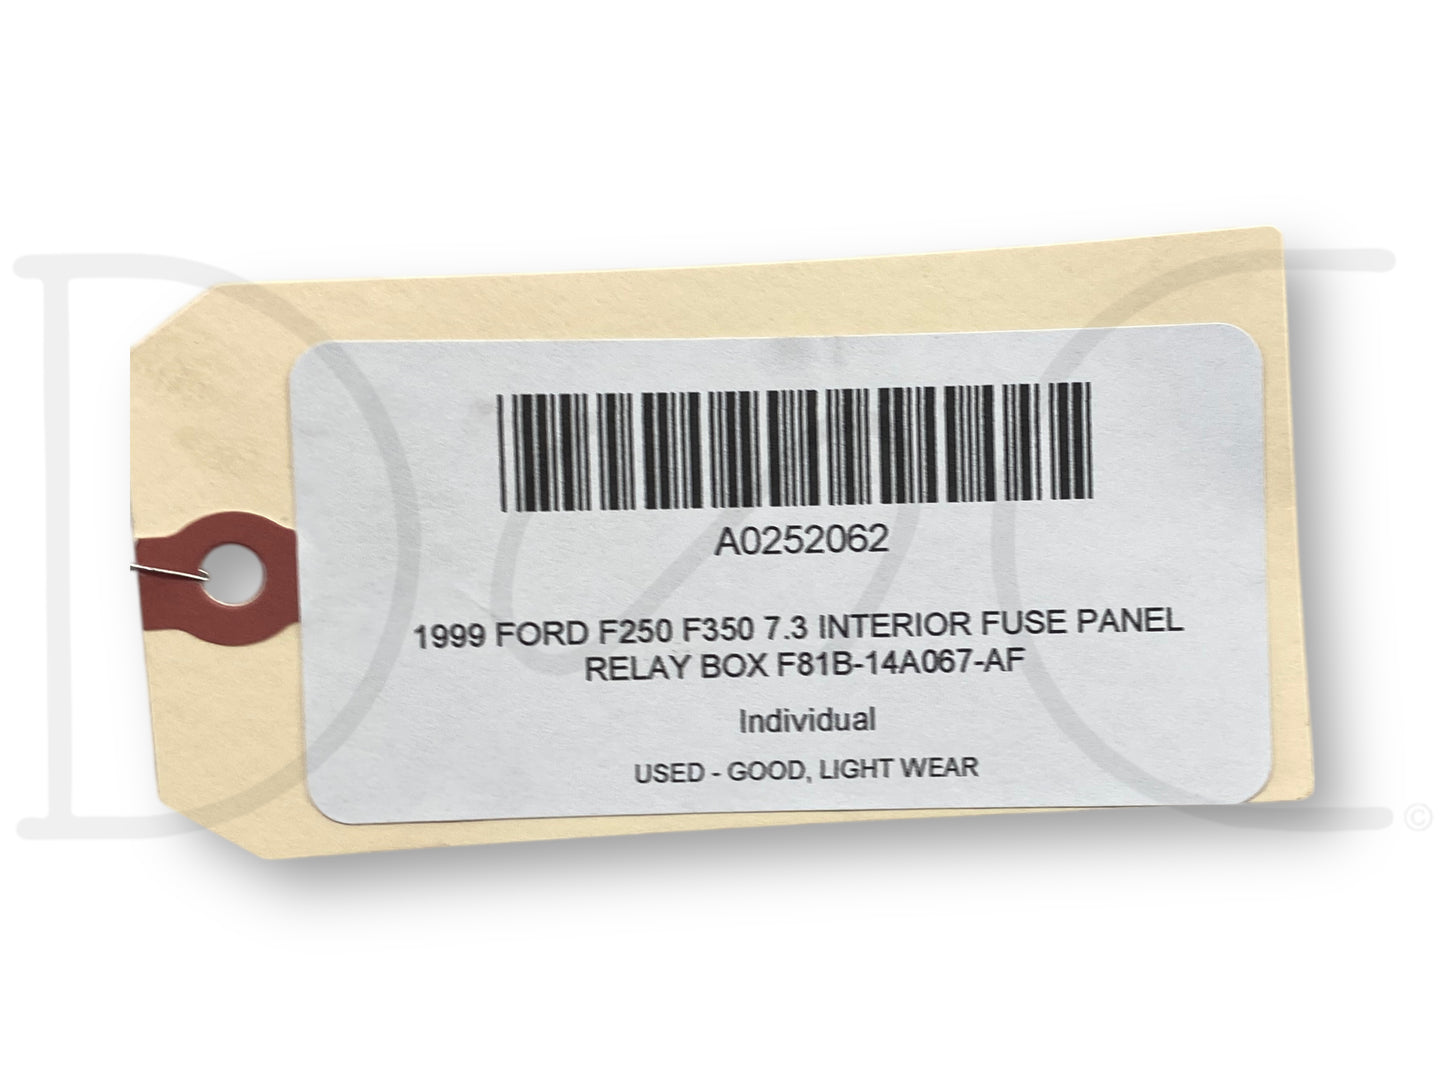 A0252062
1999 FORD F250 F350 7.3 INTERIOR FUSE PANEL
RELAY BOX F81B-14A067-AF
Individual
USED - GOOD, LIGHT WEAR
©